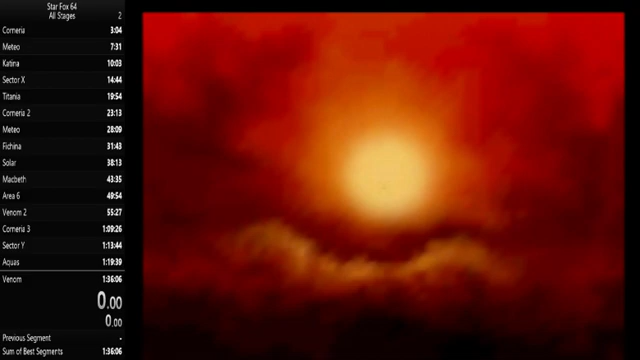 Star Fox 64
All Stages 2
Corneria 3:04
Meteo 7:31
Katina 10:03
Sector X 14:44
Titania 19:54
Corneria 2 23:13
Meteo 28:09
Fichina 31:43
Solar 38:13
Macbeth 43:35
Area 6 49:54
Venom 2 55:27
Corneria 3 1:09:26
Sector Y 1:13:44
Aquas 1:19:39
Venom 1:36:06
0.00
0.00
Previous Segment -
Sum of Best Segments 1:36:06